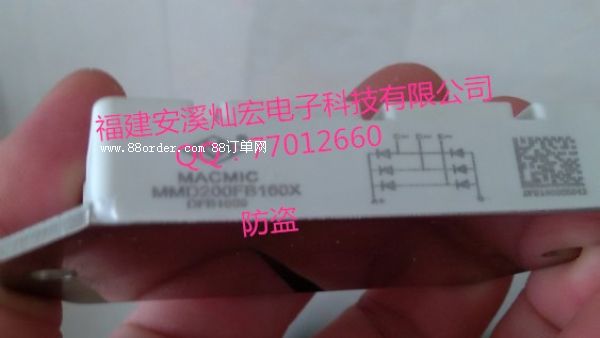 福建安溪灿宏电子科技有限公司
QQ：77012660
www.88order.com 88订单网
MACMIC
MMD200FB160X
防盗